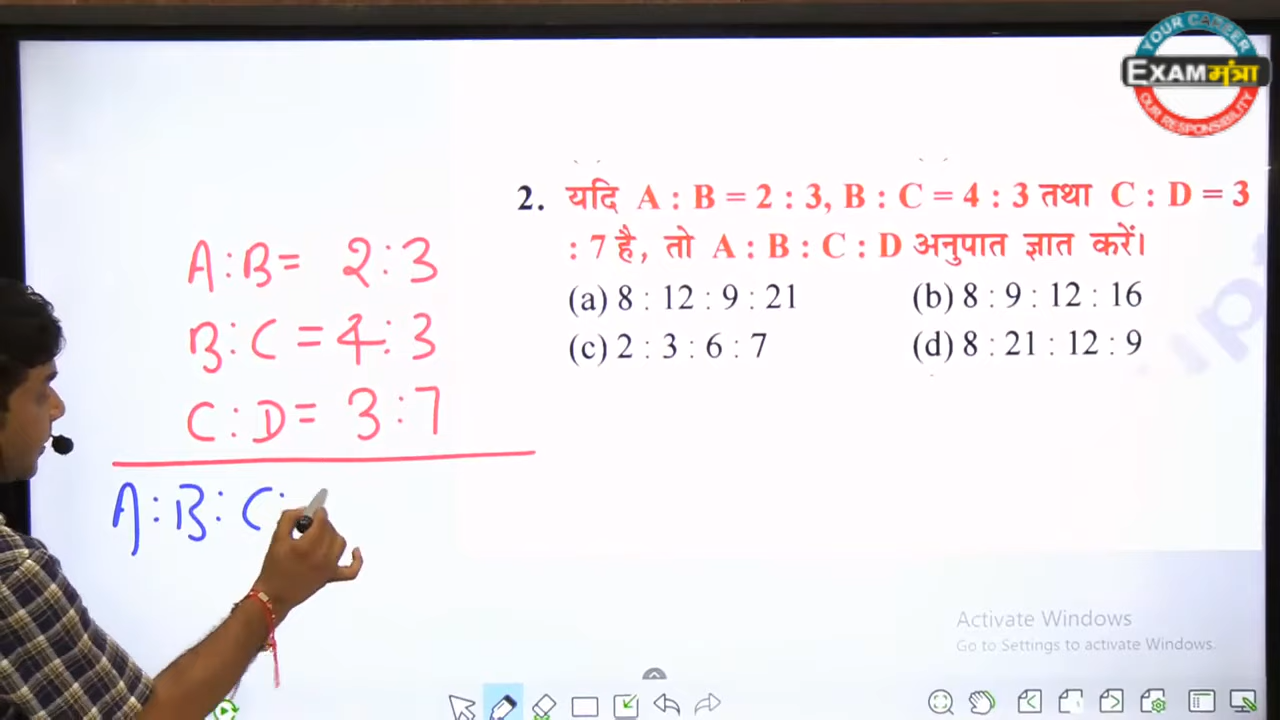 YOUR CAREER
EXAMमंत्रा
OUR RESPONSIBILITY
2. यदि A : B = 2 : 3, B : C = 4 : 3 तथा C : D = 3
: 7 है, तो A : B : C : D अनुपात ज्ञात करें।
(a) 8 : 12 : 9 : 21
(b) 8 : 9 : 12 : 16
(c) 2 : 3 : 6 : 7
(d) 8 : 21 : 12 : 9
A:B= 2:3
B:C=4:3
C:D= 3:7
A:B:C:
Activate Windows
Go to Settings to activate Windows.